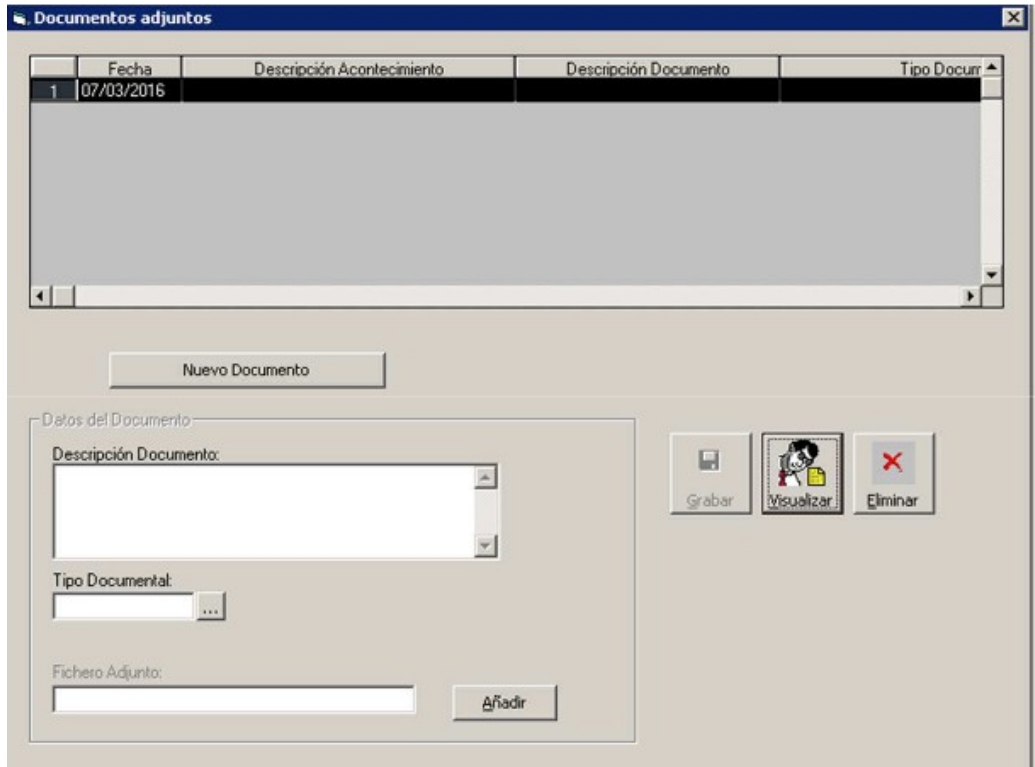 Documentos adjuntos
Fecha Descripción Acontecimiento Descripción Documento Tipo Docum
1 07/03/2016
Nuevo Documento
Datos del Documento
Descripción Documento:
Grabar Visualizar Eliminar
Tipo Documental:
...
Fichero Adjunto:
Añadir